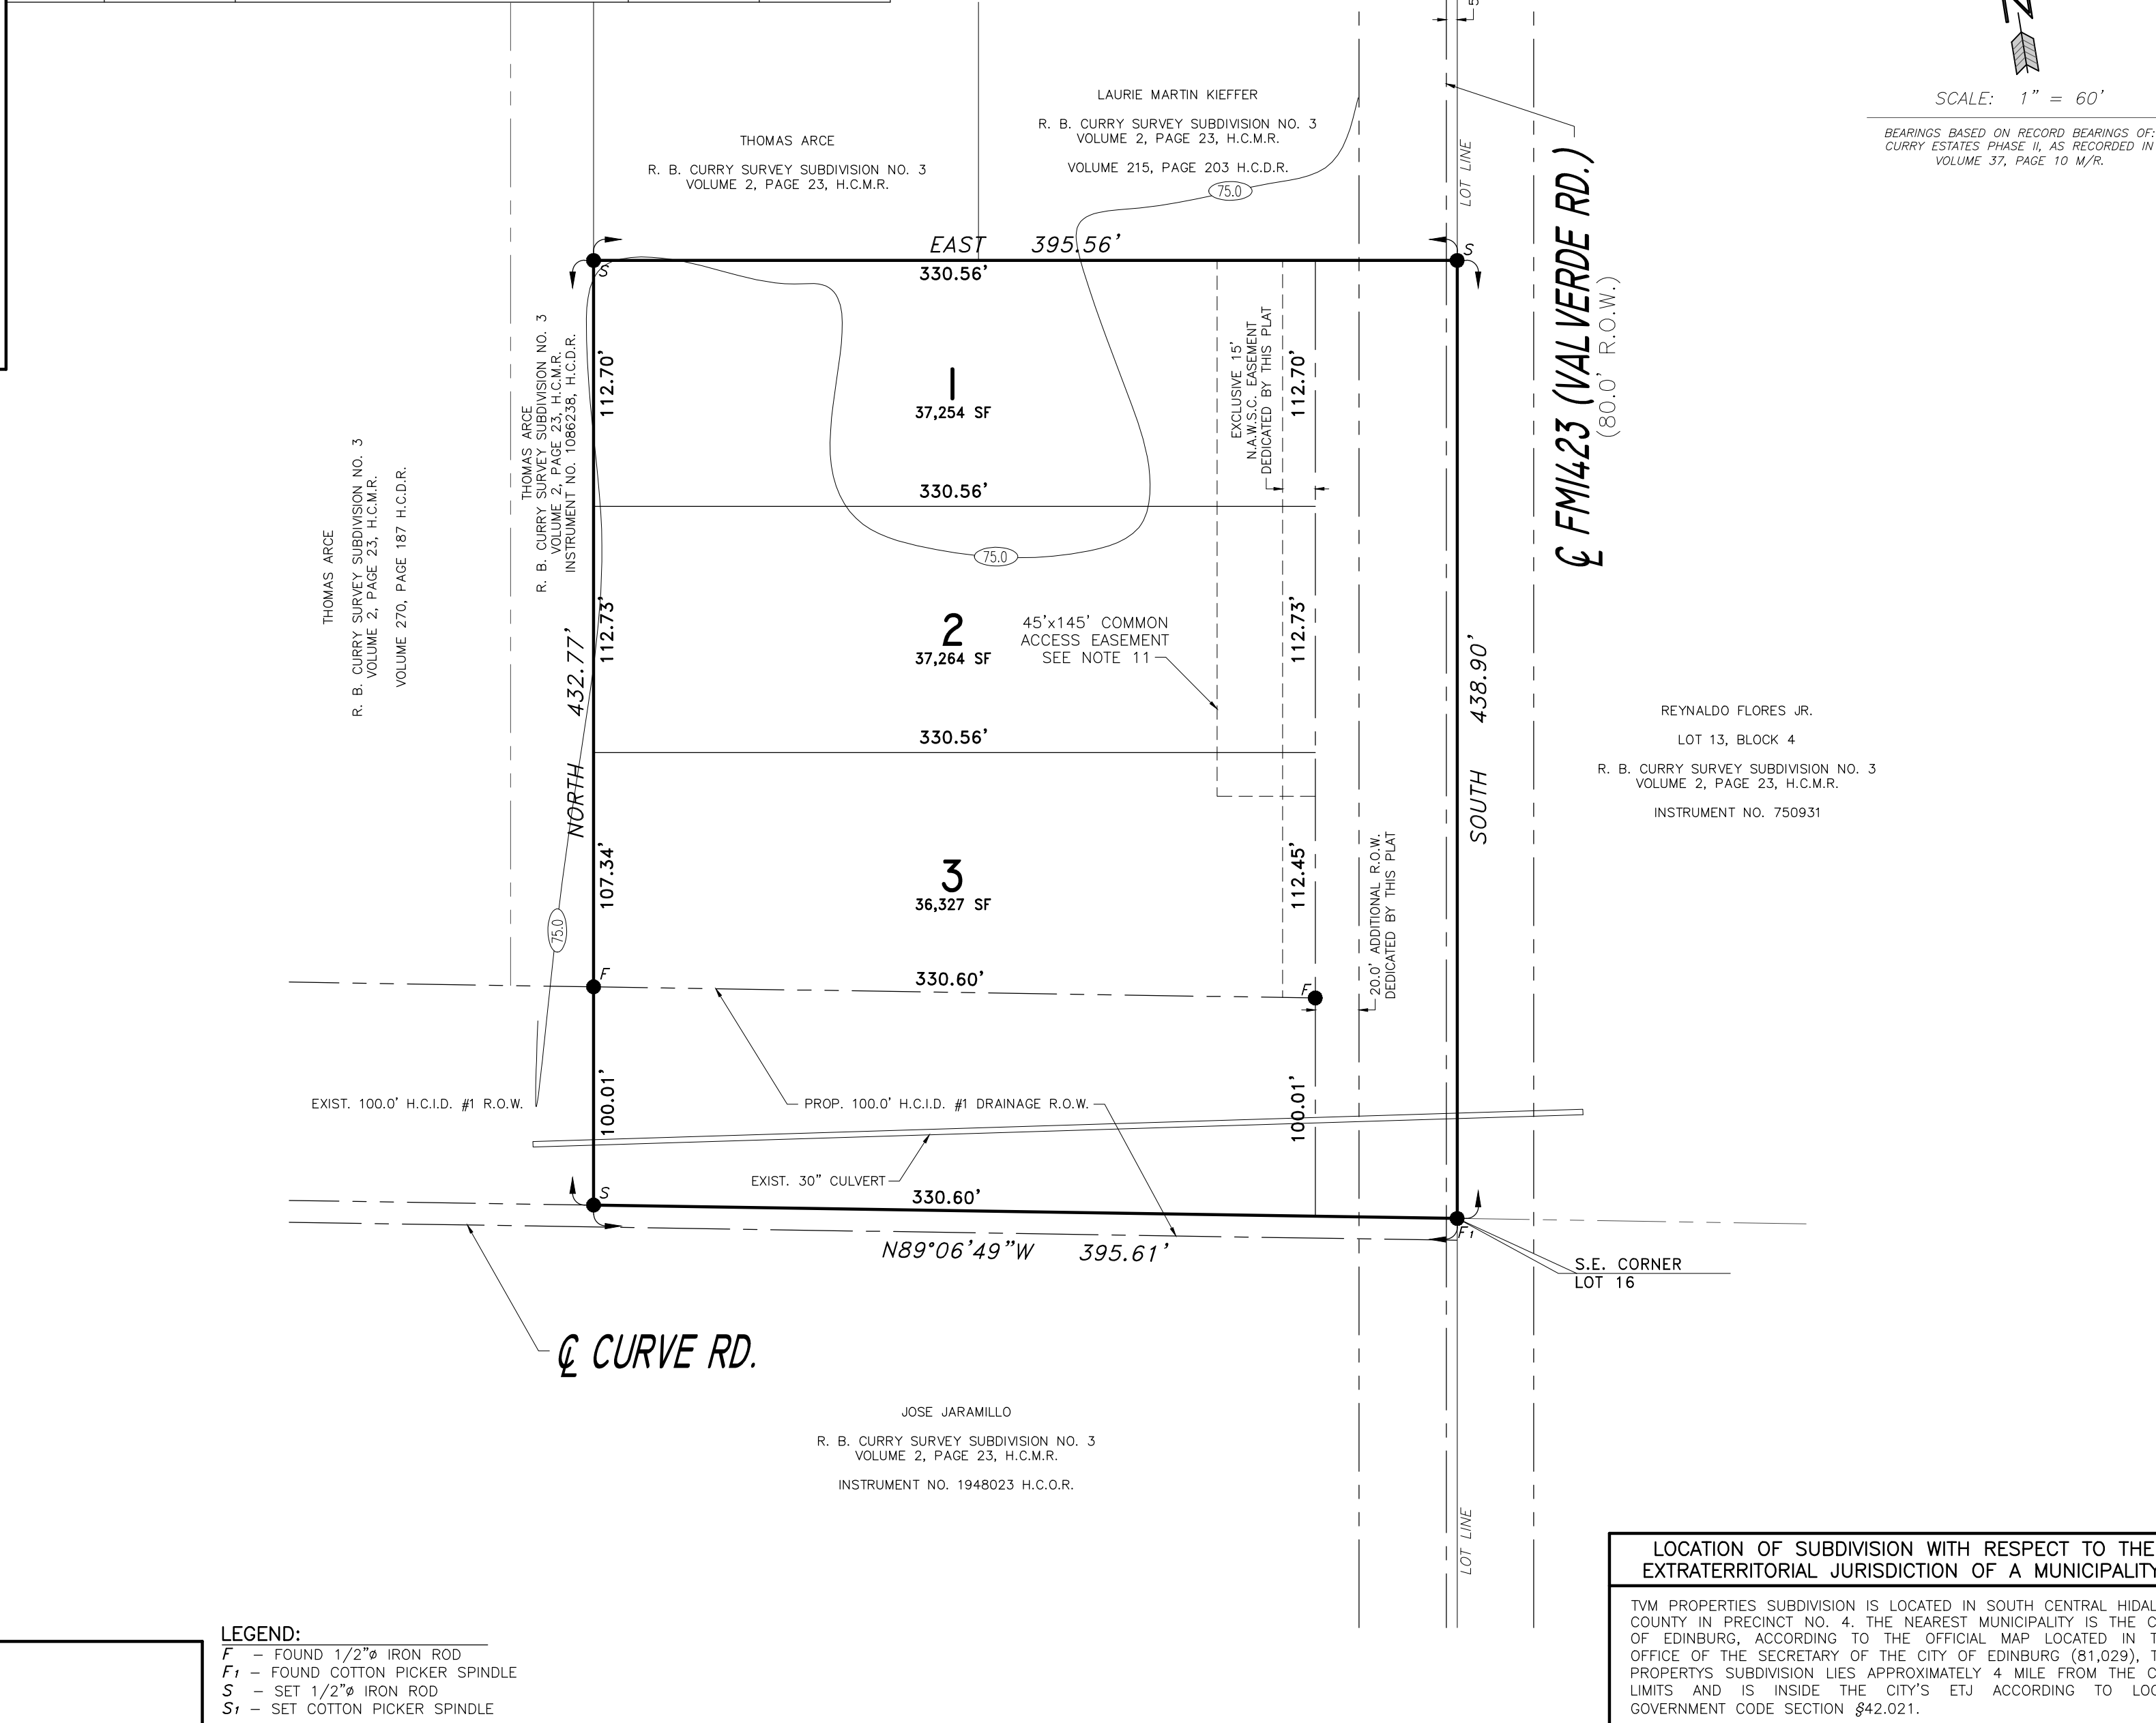 SCALE: 1" = 60'
BEARINGS BASED ON RECORD BEARINGS OF:
CURRY ESTATES PHASE II, AS RECORDED IN
VOLUME 37, PAGE 10 M/R.
LAURIE MARTIN KIEFFER
R. B. CURRY SURVEY SUBDIVISION NO. 3
VOLUME 2, PAGE 23, H.C.M.R.
VOLUME 215, PAGE 203 H.C.D.R.
75.0
THOMAS ARCE
R. B. CURRY SURVEY SUBDIVISION NO. 3
VOLUME 2, PAGE 23, H.C.M.R.
LOT LINE
℄ FM1423 (VALVERDE RD.)
(80.0' R.O.W.)
EAST 395.56'
330.56'
S
S
THOMAS ARCE
R. B. CURRY SURVEY SUBDIVISION NO. 3
VOLUME 2, PAGE 23, H.C.M.R.
INSTRUMENT NO. 1086238, H.C.D.R.
THOMAS ARCE
R. B. CURRY SURVEY SUBDIVISION NO. 3
VOLUME 2, PAGE 23, H.C.M.R.
VOLUME 270, PAGE 187 H.C.D.R.
112.70'
1
37,254 SF
EXCLUSIVE 15'
N.A.W.S.C. EASEMENT
DEDICATED BY THIS PLAT
112.70'
330.56'
75.0
NORTH 432.77'
112.73'
2
37,264 SF
45'x145' COMMON
ACCESS EASEMENT
SEE NOTE 11
112.73'
SOUTH 438.90'
330.56'
REYNALDO FLORES JR.
LOT 13, BLOCK 4
R. B. CURRY SURVEY SUBDIVISION NO. 3
VOLUME 2, PAGE 23, H.C.M.R.
INSTRUMENT NO. 750931
107.34'
3
36,327 SF
112.45'
20.0' ADDITIONAL R.O.W.
DEDICATED BY THIS PLAT
75.0
F
330.60'
F
EXIST. 100.0' H.C.I.D. #1 R.O.W.
100.01'
PROP. 100.0' H.C.I.D. #1 DRAINAGE R.O.W.
100.01'
EXIST. 30" CULVERT
S
330.60'
F1
N89°06'49"W 395.61'
S.E. CORNER
LOT 16
℄ CURVE RD.
JOSE JARAMILLO
R. B. CURRY SURVEY SUBDIVISION NO. 3
VOLUME 2, PAGE 23, H.C.M.R.
INSTRUMENT NO. 1948023 H.C.O.R.
LOT LINE
LEGEND:
F – FOUND 1/2"ø IRON ROD
F1 – FOUND COTTON PICKER SPINDLE
S – SET 1/2"ø IRON ROD
S1 – SET COTTON PICKER SPINDLE
LOCATION OF SUBDIVISION WITH RESPECT TO THE
EXTRATERRITORIAL JURISDICTION OF A MUNICIPALITY
TVM PROPERTIES SUBDIVISION IS LOCATED IN SOUTH CENTRAL
COUNTY IN PRECINCT NO. 4. THE NEAREST MUNICIPALITY IS THE
OF EDINBURG, ACCORDING TO THE OFFICIAL MAP LOCATED IN
OFFICE OF THE SECRETARY OF THE CITY OF EDINBURG (81,029),
PROPERTYS SUBDIVISION LIES APPROXIMATELY 4 MILE FROM THE
LIMITS AND IS INSIDE THE CITY'S ETJ ACCORDING TO
GOVERNMENT CODE SECTION §42.021.